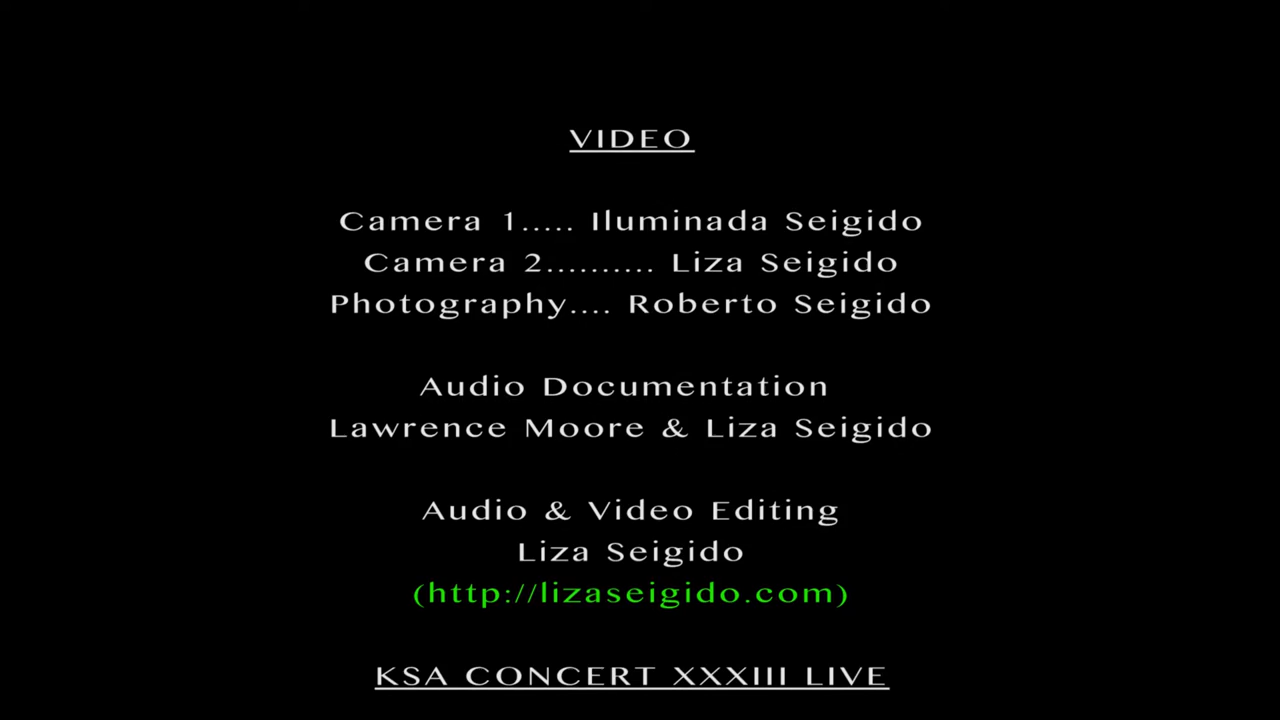 VIDEO
Camera 1..... Iluminada Seigido
Camera 2.......... Liza Seigido
Photography.... Roberto Seigido
Audio Documentation
Lawrence Moore & Liza Seigido
Audio & Video Editing
Liza Seigido
(http://lizaseigido.com)
KSA CONCERT XXXIII LIVE